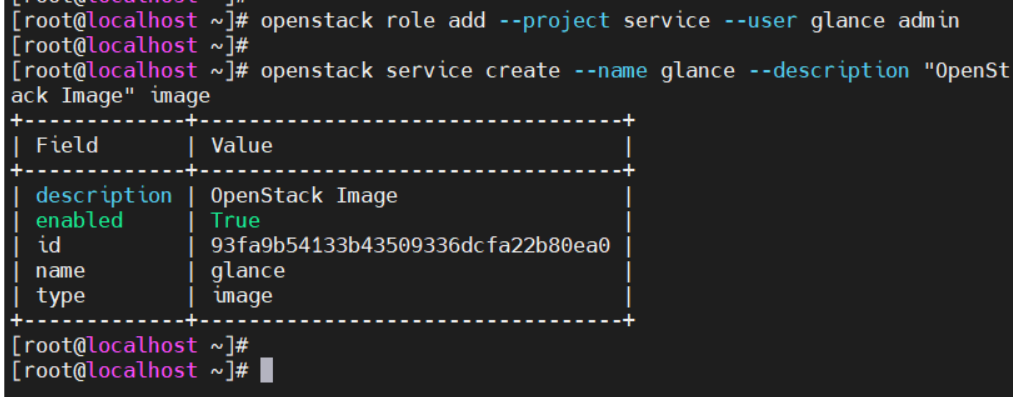 [root@localhost ~]# openstack role add --project service --user glance admin
[root@localhost ~]#
[root@localhost ~]# openstack service create --name glance --description "OpenSt
ack Image" image
+-------------+----------------------------------+
| Field       | Value                            |
+-------------+----------------------------------+
| description | OpenStack Image                  |
| enabled     | True                             |
| id          | 93fa9b54133b43509336dcfa22b80ea0 |
| name        | glance                           |
| type        | image                            |
+-------------+----------------------------------+
[root@localhost ~]#
[root@localhost ~]#